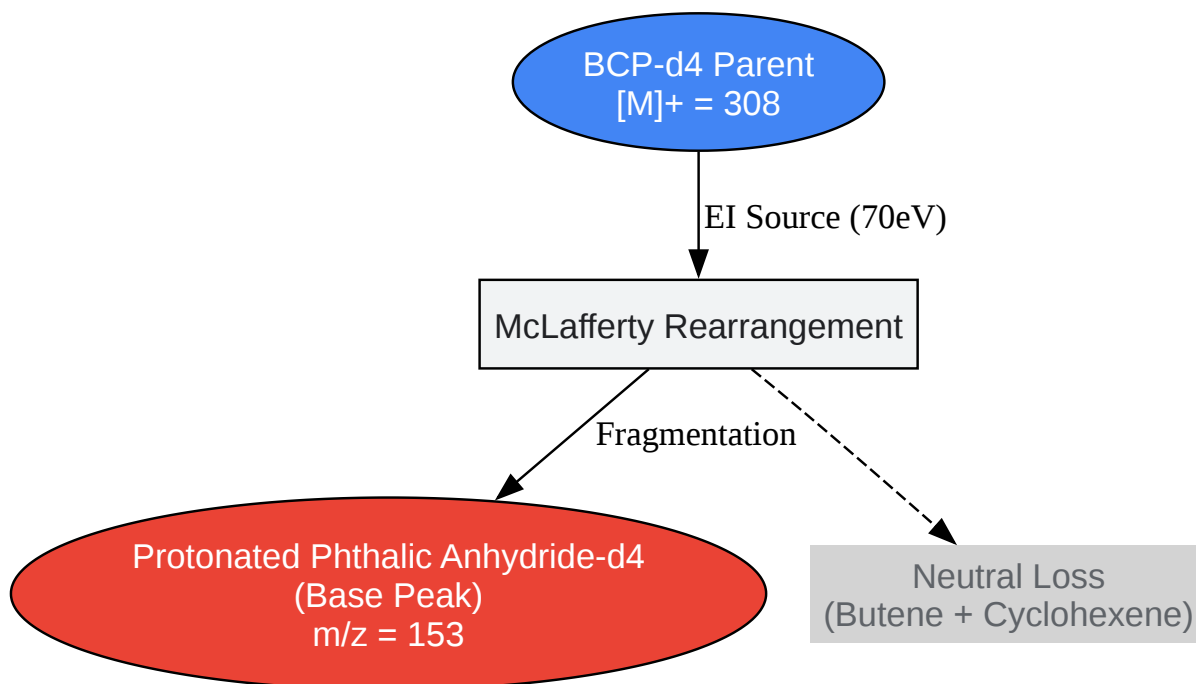 BCP-d4 Parent
[M]+ = 308
EI Source (70eV)
McLafferty Rearrangement
Fragmentation
Protonated Phthalic Anhydride-d4
(Base Peak)
m/z = 153
Neutral Loss
(Butene + Cyclohexene)